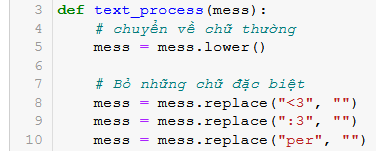 3 def text_process(mess):
4     # chuyển về chữ thường
5     mess = mess.lower()
6
7     # Bỏ những chữ đặc biệt
8     mess = mess.replace("<3", "")
9     mess = mess.replace(":3", "")
10     mess = mess.replace("per", "")